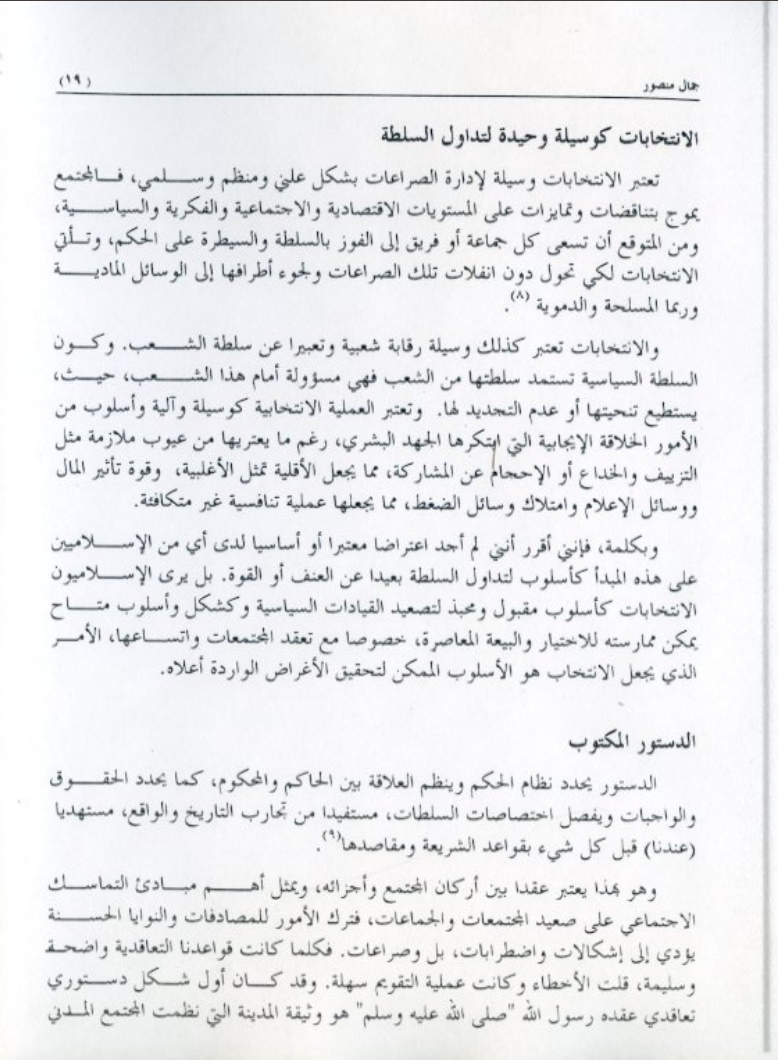 جمال منصور (١٩)
الانتخابات كوسيلة وحيدة لتداول السلطة
تعتبر الانتخابات وسيلة لإدارة الصراعات بشكل علني ومنظم وسلمي، فالمجتمع
يموج بتناقضات وتمايزات على المستويات الاقتصادية والاجتماعية والفكرية والسياسية،
ومن المتوقع أن تسعى كل جماعة أو فريق إلى الفوز بالسلطة والسيطرة على الحكم، وتأتي
الانتخابات لكي تحول دون انفلات تلك الصراعات ولجوء أطرافها إلى الوسائل المادية
وربما المسلحة والدموية (٨).
والانتخابات تعتبر كذلك وسيلة رقابة شعبية وتعبيرا عن سلطة الشعب. وكون
السلطة السياسية تستمد سلطتها من الشعب فهي مسؤولة أمام هذا الشعب، حيث،
يستطيع تنحيتها أو عدم التجديد لها. وتعتبر العملية الانتخابية كوسيلة وآلية وأسلوب من
الأمور الخلاقة الإيجابية التي ابتكرها الجهد البشري، رغم ما يعتريها من عيوب ملازمة مثل
التزييف والخداع أو الإحجام عن المشاركة، مما يجعل الأقلية تمثل الأغلبية، وقوة تأثير المال
ووسائل الإعلام وامتلاك وسائل الضغط، مما يجعلها عملية تنافسية غير متكافئة.
وبكلمة، فإنني أقرر أنني لم أجد اعتراضا معتبرا أو أساسيا لدى أي من الإسلاميين
على هذه المبدأ كأسلوب لتداول السلطة بعيدا عن العنف أو القوة. بل يرى الإسلاميون
الانتخابات كأسلوب مقبول ومحبذ لتصعيد القيادات السياسية وكشكل وأسلوب متاح
يمكن ممارسته للاختيار والبيعة المعاصرة، خصوصا مع تعقد المجتمعات واتساعها، الأمر
الذي يجعل الانتخاب هو الأسلوب الممكن لتحقيق الأغراض الواردة أعلاه.
الدستور المكتوب
الدستور يحدد نظام الحكم وينظم العلاقة بين الحاكم والمحكوم، كما يحدد الحقوق
والواجبات ويفصل اختصاصات السلطات، مستفيدا من تجارب التاريخ والواقع، مستهديا
(عندنا) قبل كل شيء بقواعد الشريعة ومقاصدها(٩).
وهو بهذا يعتبر عقدا بين أركان المجتمع وأجزائه، ويمثل أهم مبادئ التماسك
الاجتماعي على صعيد المجتمعات والجماعات، فترك الأمور للمصادفات والنوايا الحسنة
يؤدي إلى إشكالات واضطرابات، بل وصراعات. فكلما كانت قواعدنا التعاقدية واضحة
وسليمة، قلت الأخطاء وكانت عملية التقويم سهلة. وقد كان أول شكل دستوري
تعاقدي عقده رسول الله "صلى الله عليه وسلم" هو وثيقة المدينة التي نظمت المجتمع المدني